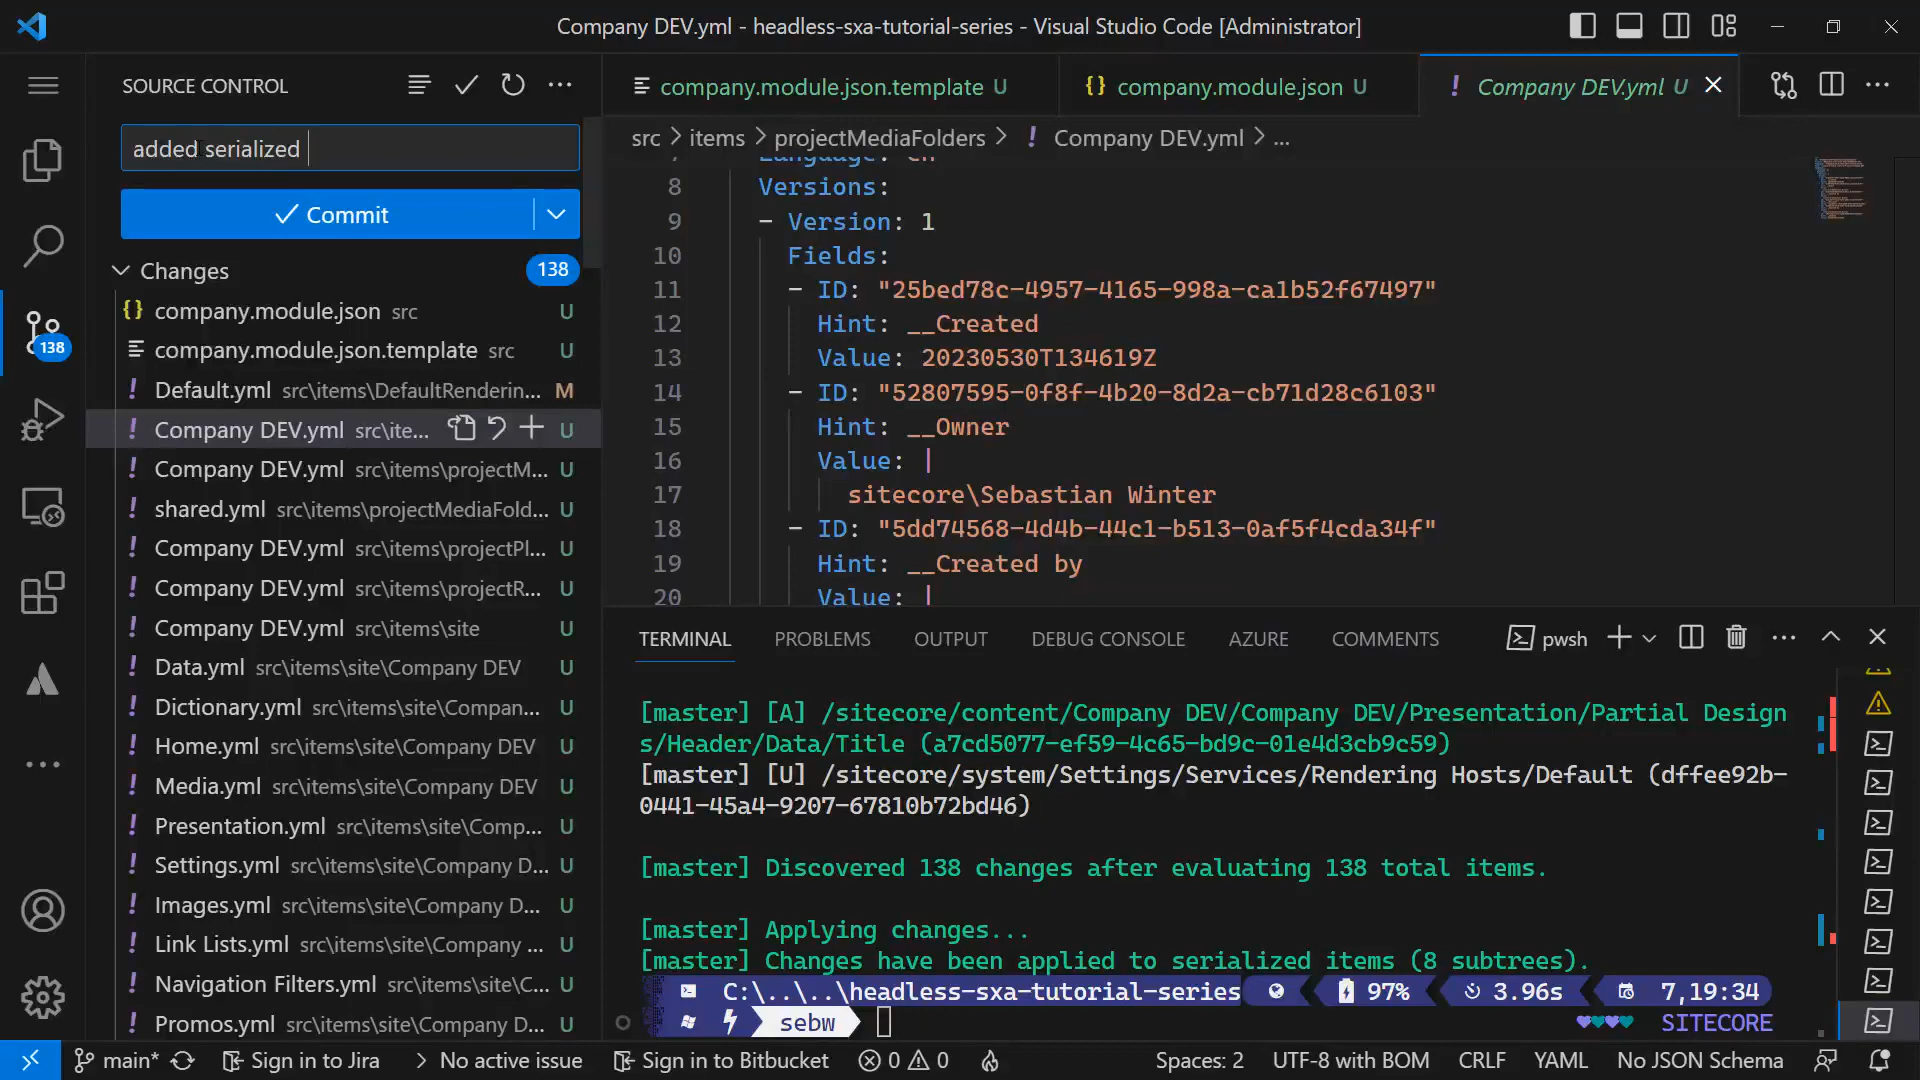 Company DEV.yml - headless-sxa-tutorial-series - Visual Studio Code [Administrator]
SOURCE CONTROL
added serialized
Commit
Changes
138
company.module.json src U
company.module.json.template src U
Default.yml src\items\DefaultRenderin... M
Company DEV.yml src\ite... U
Company DEV.yml src\items\projectM... U
shared.yml src\items\projectMediaFold... U
Company DEV.yml src\items\projectPl... U
Company DEV.yml src\items\projectR... U
Company DEV.yml src\items\site U
Data.yml src\items\site\Company DEV U
Dictionary.yml src\items\site\Compan... U
Home.yml src\items\site\Company DEV U
Media.yml src\items\site\Company DEV U
Presentation.yml src\items\site\Comp... U
Settings.yml src\items\site\Company D... U
Images.yml src\items\site\Company D... U
Link Lists.yml src\items\site\Company ... U
Navigation Filters.yml src\items\site\C... U
Promos.yml src\items\site\Company D... U
138
company.module.json.template U
{} company.module.json U
! Company DEV.yml U
src > items > projectMediaFolders > ! Company DEV.yml > ...
Language: en
8 Versions:
9 - Version: 1
10 Fields:
11 - ID: "25bed78c-4957-4165-998a-ca1b52f67497"
12 Hint: __Created
13 Value: 20230530T134619Z
14 - ID: "52807595-0f8f-4b20-8d2a-cb71d28c6103"
15 Hint: __Owner
16 Value: |
17 sitecore\Sebastian Winter
18 - ID: "5dd74568-4d4b-44c1-b513-0af5f4cda34f"
19 Hint: __Created by
20 Value: |
TERMINAL PROBLEMS OUTPUT DEBUG CONSOLE AZURE COMMENTS pwsh
[master] [A] /sitecore/content/Company DEV/Company DEV/Presentation/Partial Design
s/Header/Data/Title (a7cd5077-ef59-4c65-bd9c-01e4d3cb9c59)
[master] [U] /sitecore/system/Settings/Services/Rendering Hosts/Default (dffee92b-
0441-45a4-9207-67810b72bd46)
[master] Discovered 138 changes after evaluating 138 total items.
[master] Applying changes...
[master] Changes have been applied to serialized items (8 subtrees).
C:\..\..\headless-sxa-tutorial-series 97% 3.96s 7,19:34
sebw SITECORE
main* Sign in to Jira > No active issue Sign in to Bitbucket 0 0 Spaces: 2 UTF-8 with BOM CRLF YAML No JSON Schema